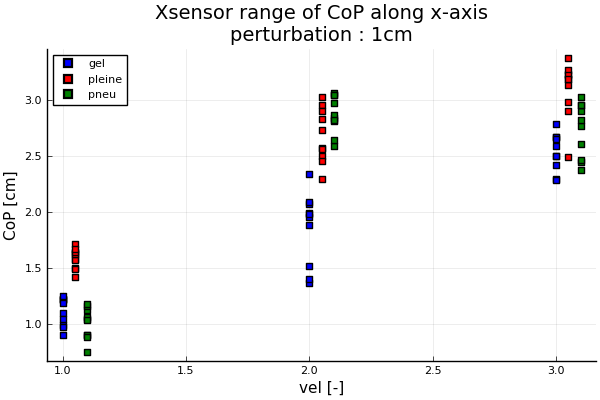 Xsensor range of CoP along x-axis
perturbation : 1cm
gel
pleine
pneu
CoP [cm]
3.0
2.5
2.0
1.5
1.0
1.0 1.5 2.0 2.5 3.0
vel [-]